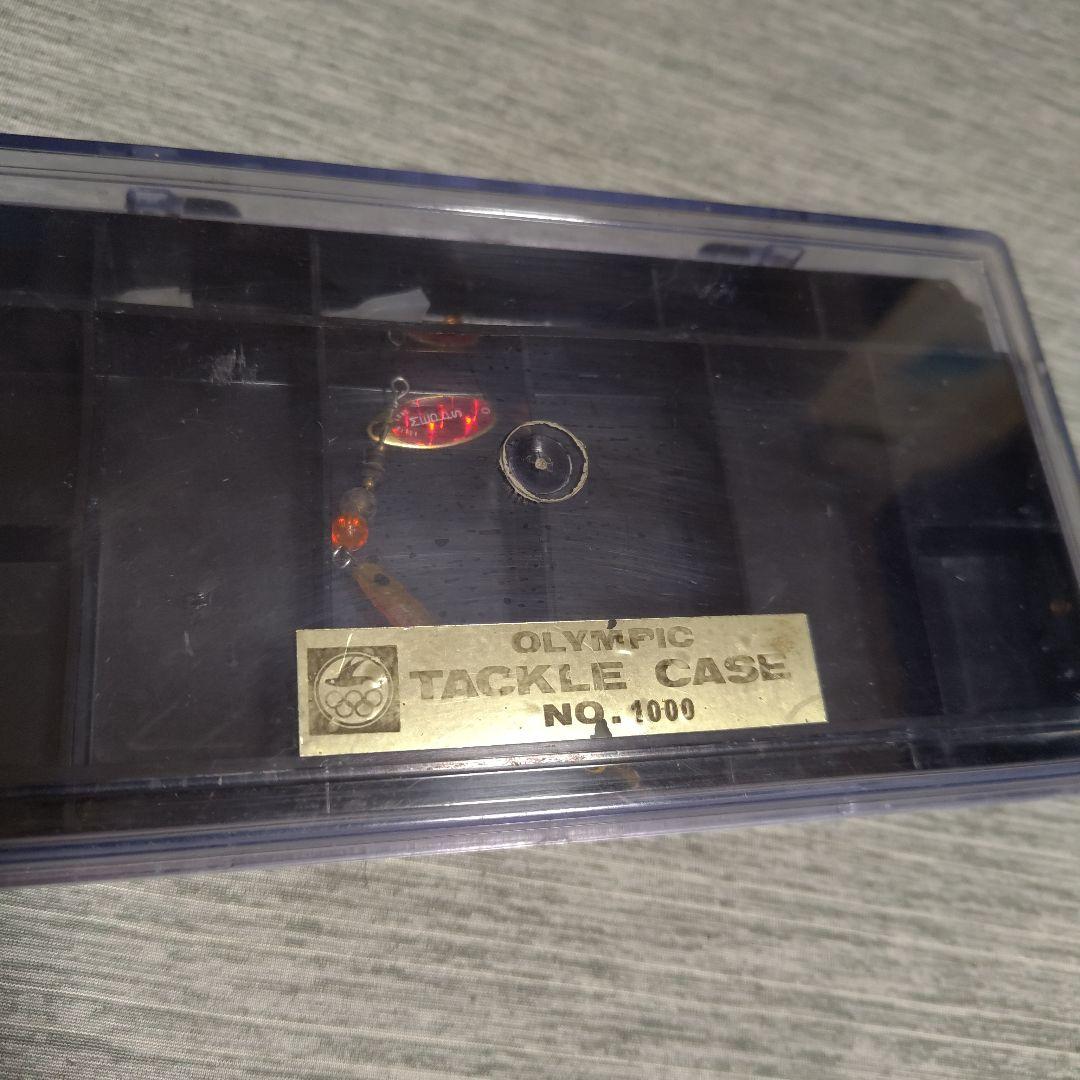 OLYMPIC
TACKLE CASE
NO. 1000